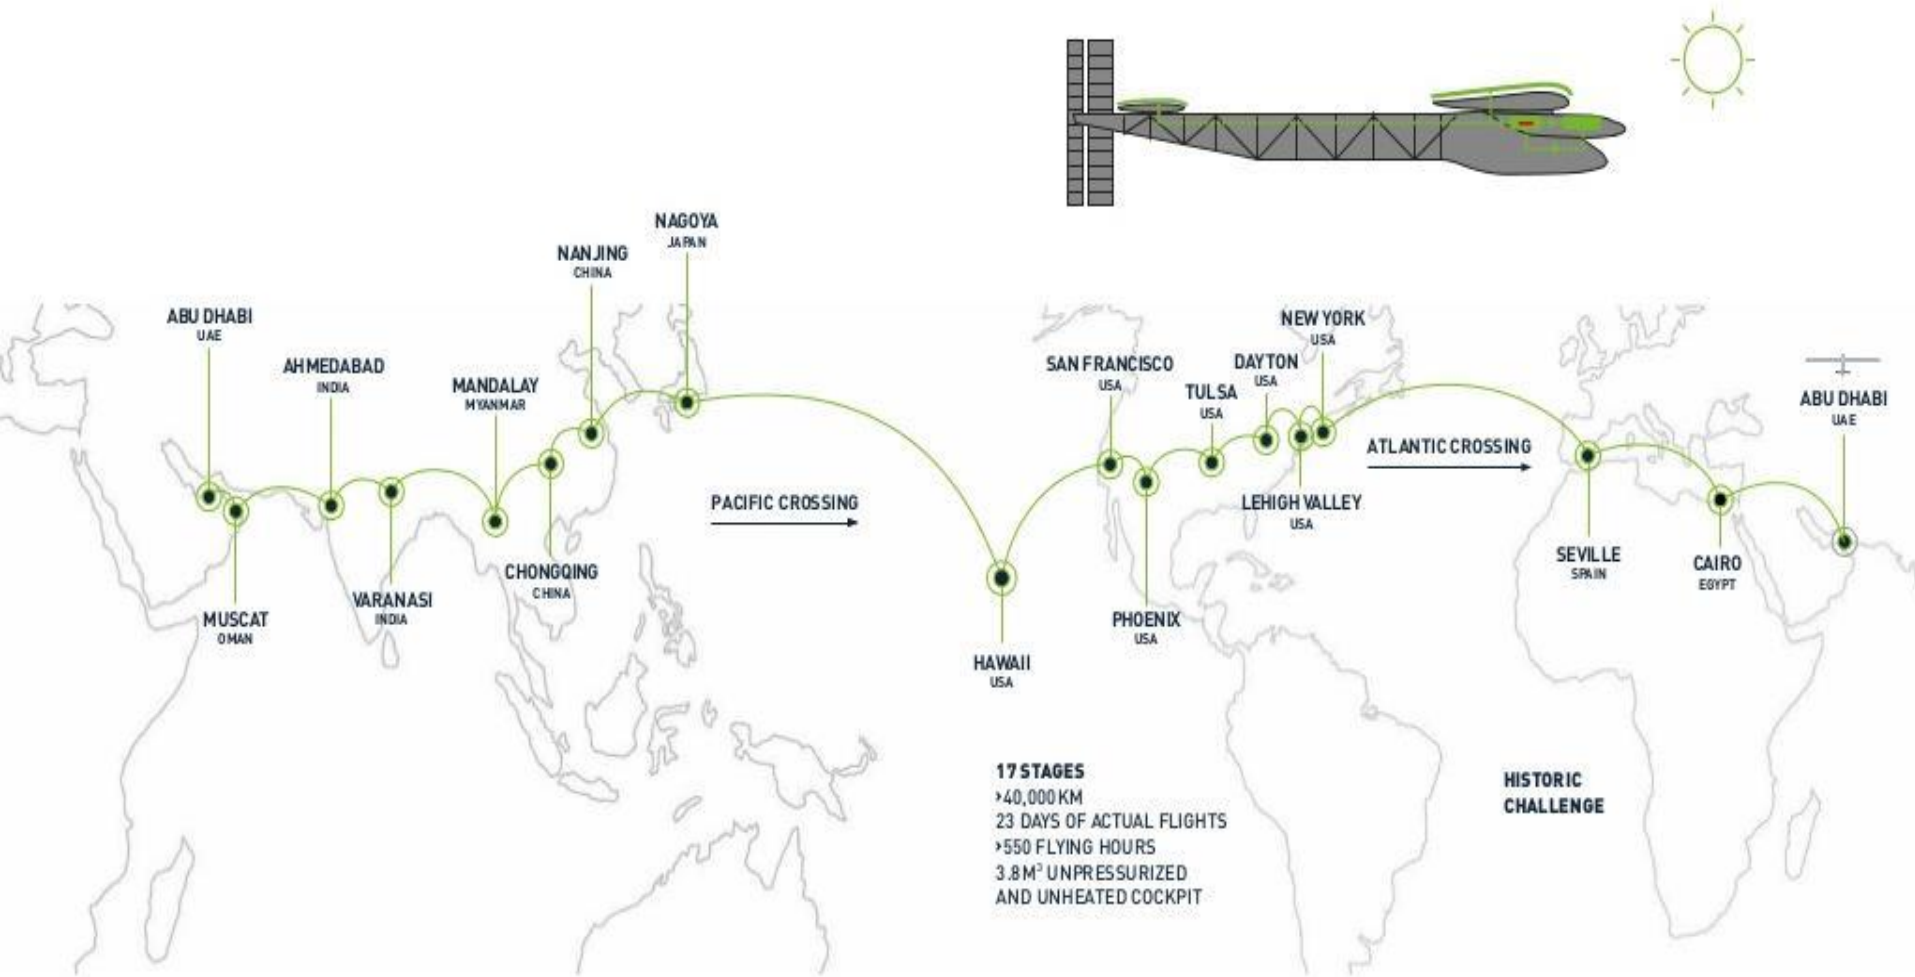 NAGOYA
JAPAN
NANJING
CHINA
ABU DHABI
UAE
AHMEDABAD
INDIA
MANDALAY
MYANMAR
CHONGQING
CHINA
VARANASI
INDIA
MUSCAT
OMAN
PACIFIC CROSSING
HAWAII
USA
SAN FRANCISCO
USA
PHOENIX
USA
TULSA
USA
DAYTON
USA
NEW YORK
USA
LEHIGH VALLEY
USA
ATLANTIC CROSSING
SEVILLE
SPAIN
CAIRO
EGYPT
ABU DHABI
UAE
17 STAGES
>40,000 KM
23 DAYS OF ACTUAL FLIGHTS
>550 FLYING HOURS
3.8M³ UNPRESSURIZED
AND UNHEATED COCKPIT
HISTORIC
CHALLENGE